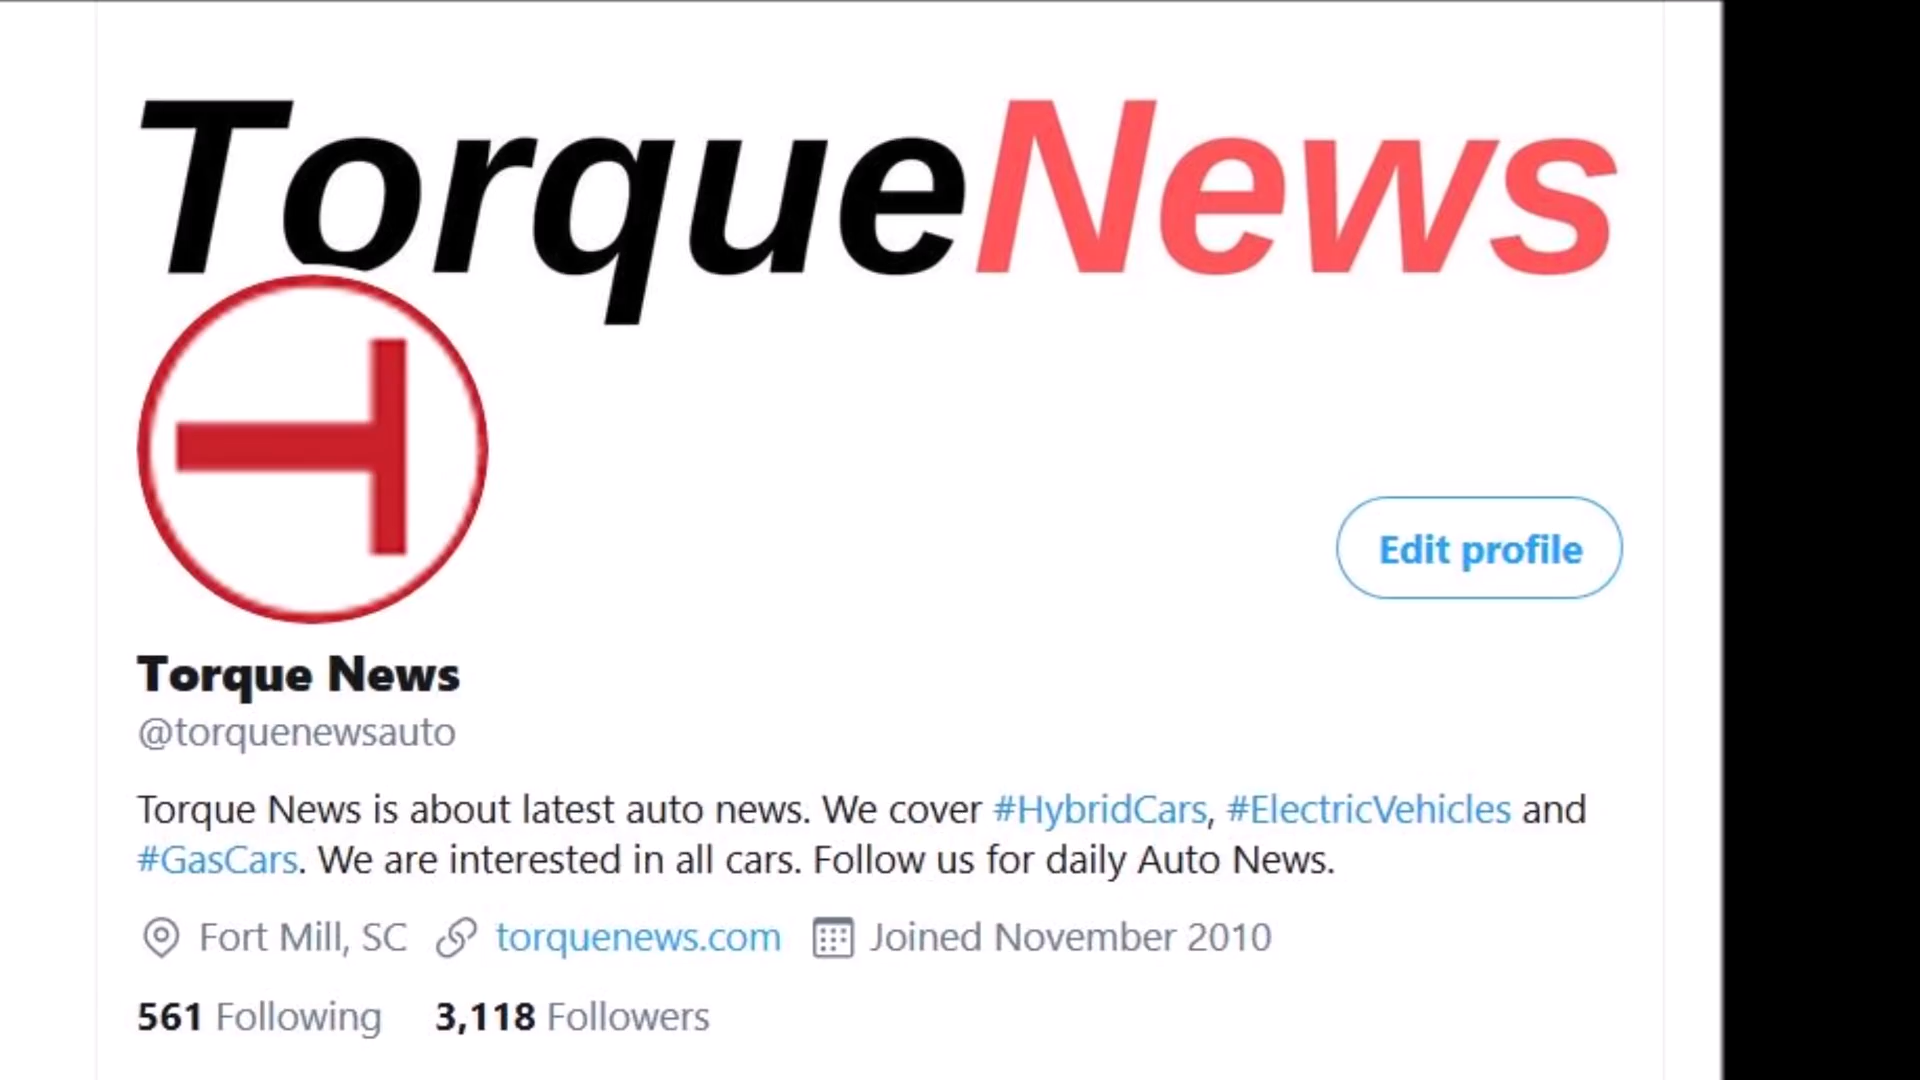 TorqueNews
T
Edit profile
Torque News
@torquenewsauto
Torque News is about latest auto news. We cover #HybridCars, #ElectricVehicles and
#GasCars. We are interested in all cars. Follow us for daily Auto News.
Fort Mill, SC torquenews.com Joined November 2010
561 Following 3,118 Followers